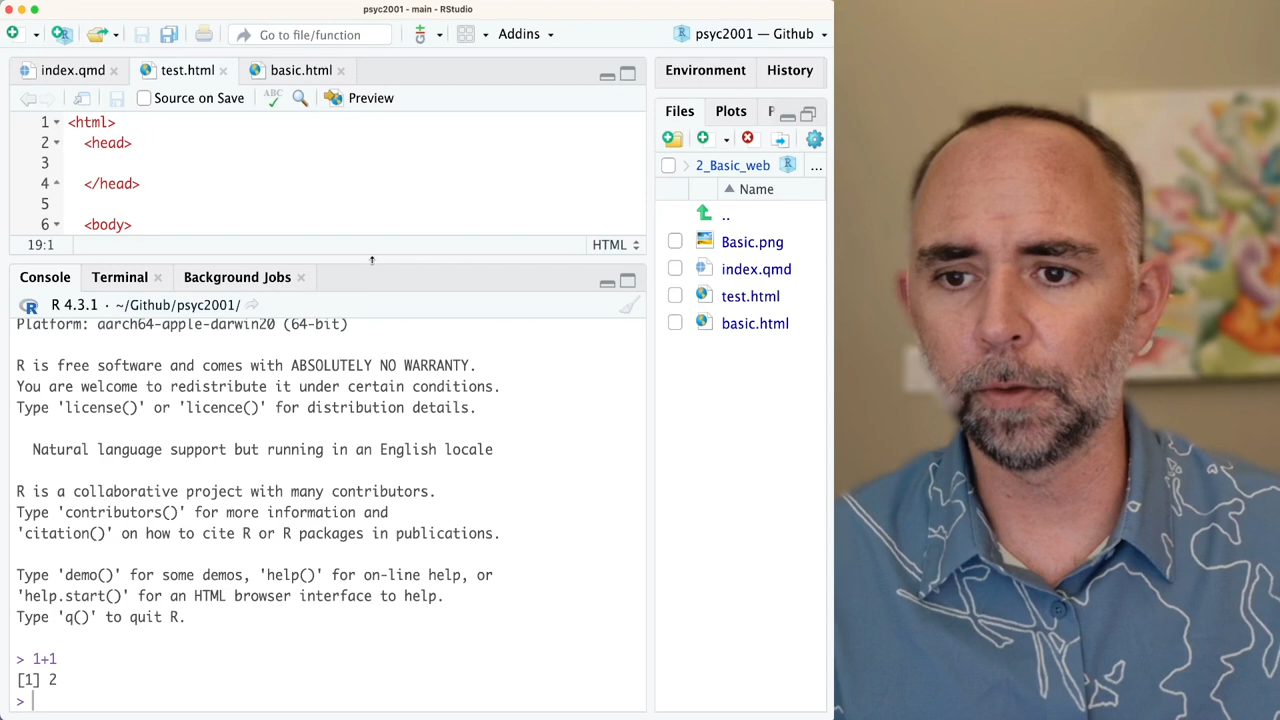 psyc2001 - main - RStudio
Go to file/function
Addins
psyc2001 — Github
index.qmd
test.html
basic.html
Source on Save
ABC
Preview
1 <html>
2 <head>
3
4 </head>
5
6 <body>
19:1
HTML
Console
Terminal
Background Jobs
R 4.3.1 · ~/Github/psyc2001/
Platform: aarch64-apple-darwin20 (64-bit)
R is free software and comes with ABSOLUTELY NO WARRANTY.
You are welcome to redistribute it under certain conditions.
Type 'license()' or 'licence()' for distribution details.
Natural language support but running in an English locale
R is a collaborative project with many contributors.
Type 'contributors()' for more information and
'citation()' on how to cite R or R packages in publications.
Type 'demo()' for some demos, 'help()' for on-line help, or
'help.start()' for an HTML browser interface to help.
Type 'q()' to quit R.
> 1+1
[1] 2
>
Environment
History
Files
Plots
P
2_Basic_web
...
Name
..
Basic.png
index.qmd
test.html
basic.html